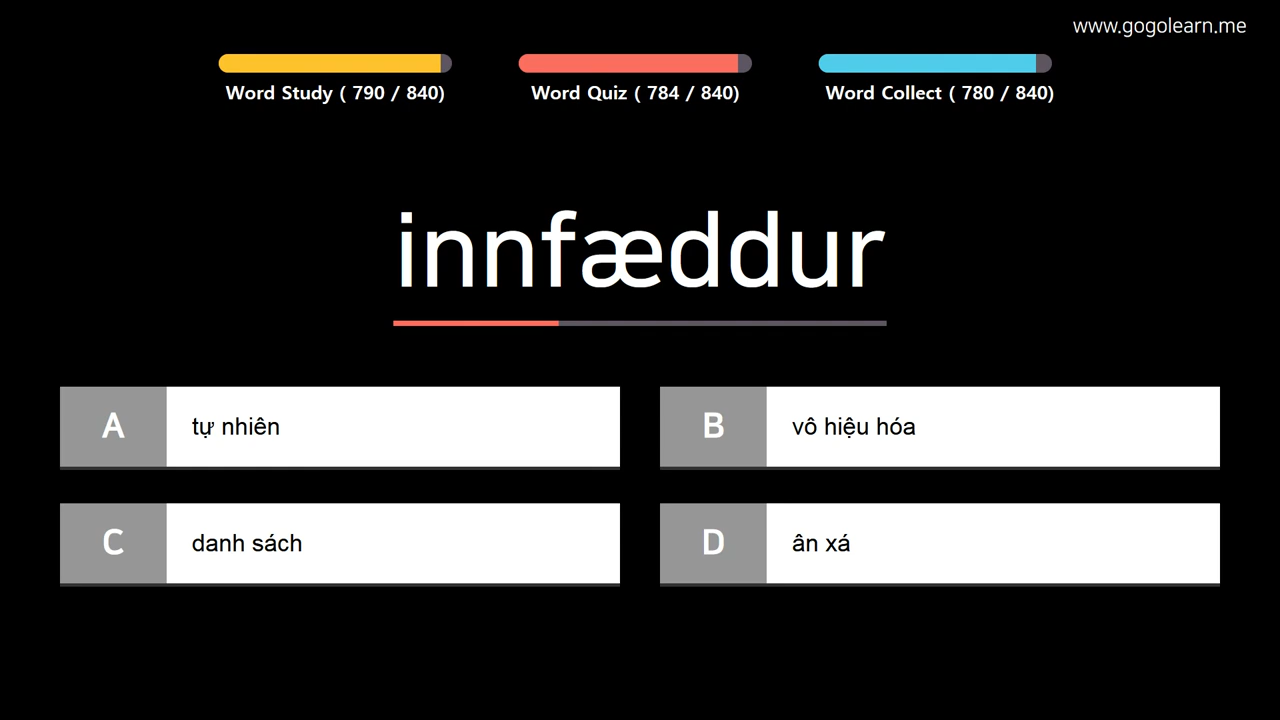 www.gogolearn.me
Word Study ( 790 / 840)
Word Quiz ( 784 / 840)
Word Collect ( 780 / 840)
innfæddur
A
tự nhiên
B
vô hiệu hóa
C
danh sách
D
ân xá